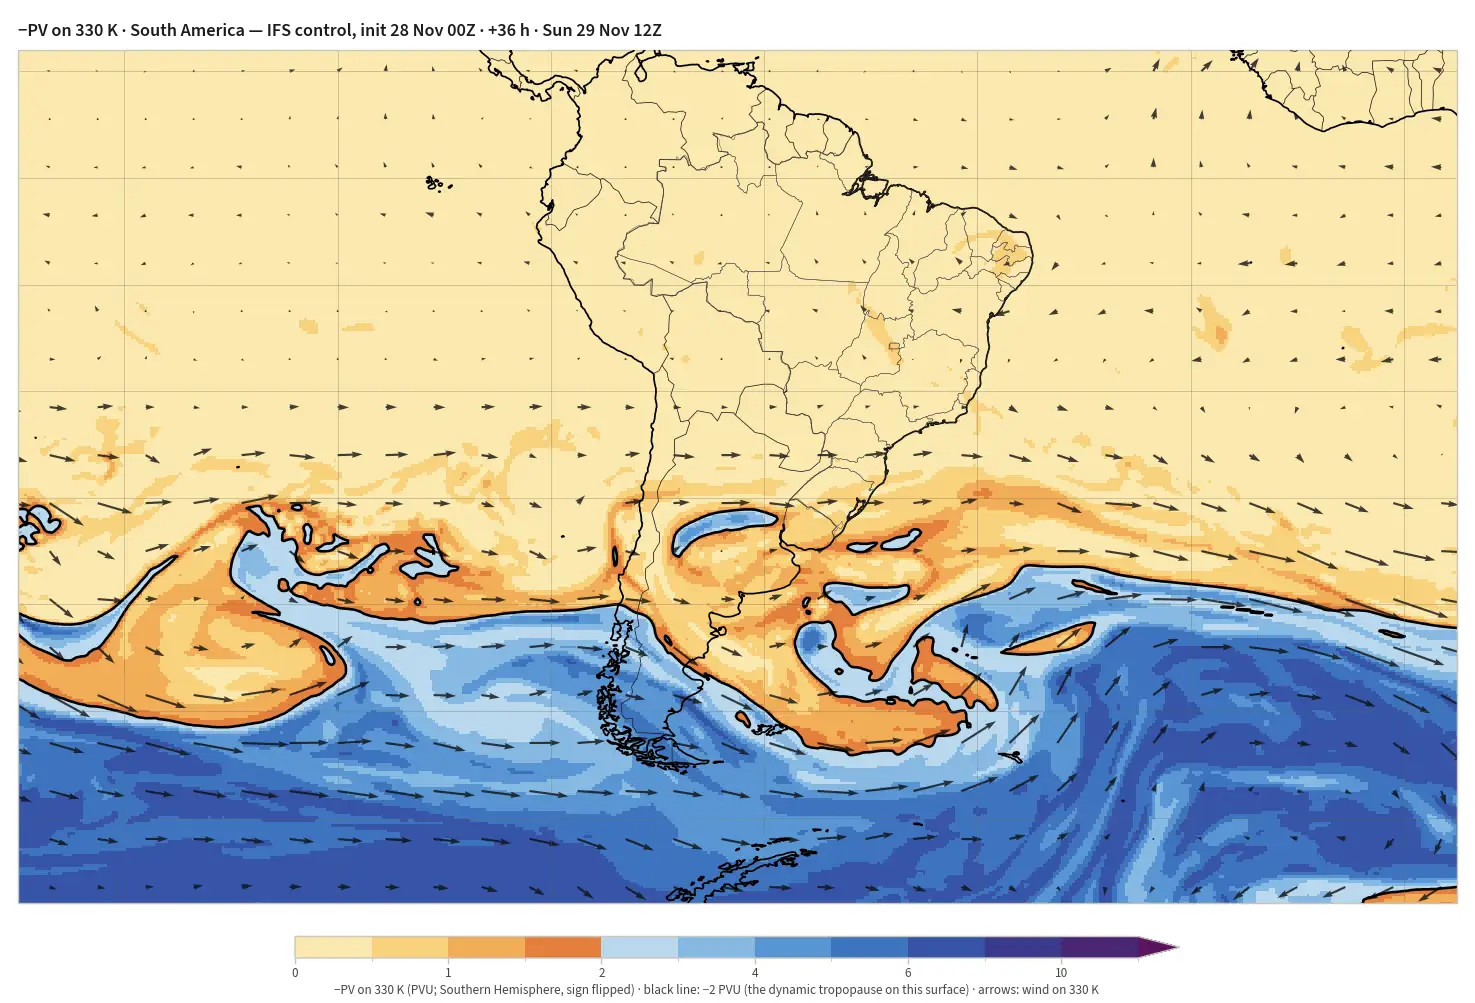 −PV on 330 K · South America — IFS control, init 28 Nov 00Z · +36 h · Sun 29 Nov 12Z
0 1 2 4 6 10
−PV on 330 K (PVU; Southern Hemisphere, sign flipped) · black line: −2 PVU (the dynamic tropopause on this surface) · arrows: wind on 330 K